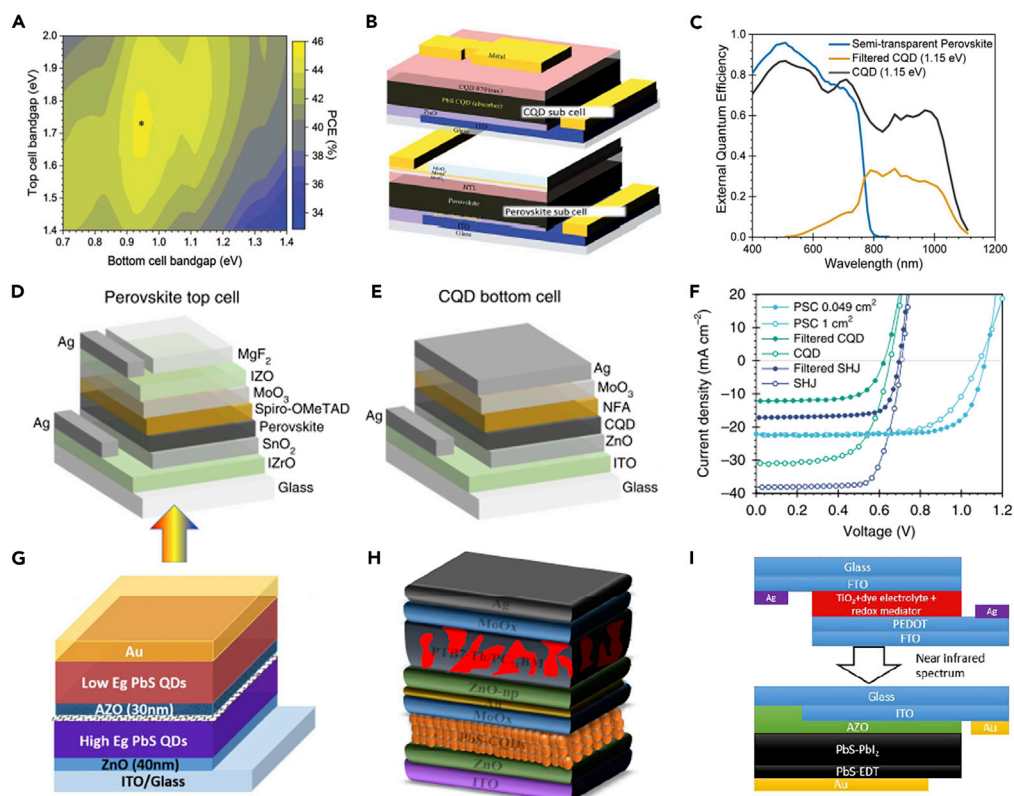 A
2.0
1.9
1.8
1.7
1.6
1.5
1.4
Top cell bandgap (eV)
*
0.7 0.8 0.9 1.0 1.1 1.2 1.3 1.4
Bottom cell bandgap (eV)
46
44
42
40
38
36
34
PCE (%)
B
Metal
PbS CQD (absorber)
CQD sub cell
ZnO
ITO
Glass
HTL
Perovskite
Perovskite sub cell
ITO
Glass
C
1.0
0.8
0.6
0.4
0.2
0.0
External Quantum Efficiency
Semi-transparent Perovskite
Filtered CQD (1.15 eV)
CQD (1.15 eV)
400 600 800 1000 1200
Wavelength (nm)
D
Perovskite top cell
Ag
Ag
MgF2
IZO
MoO3
Spiro-OMeTAD
Perovskite
SnO2
IZrO
Glass
E
CQD bottom cell
Ag
Ag
MoO3
NFA
CQD
ZnO
ITO
Glass
F
20
10
0
−10
−20
−30
−40
Current density (mA cm−2)
PSC 0.049 cm2
PSC 1 cm2
Filtered CQD
CQD
Filtered SHJ
SHJ
0.0 0.2 0.4 0.6 0.8 1.0 1.2
Voltage (V)
G
Au
Low Eg PbS QDs
AZO (30nm)
High Eg PbS QDs
ZnO (40nm)
ITO/Glass
H
Ag
MoOx
ZnO-np
MoOx
PbS-CQDs
ZnO
ITO
I
Glass
FTO
Ag
TiO2+dye electrolyte +
redox mediator
Ag
PEDOT
FTO
Near Infrared
spectrum
Glass
ITO
AZO
Au
PbS-PbI2
PbS-EDT
Au